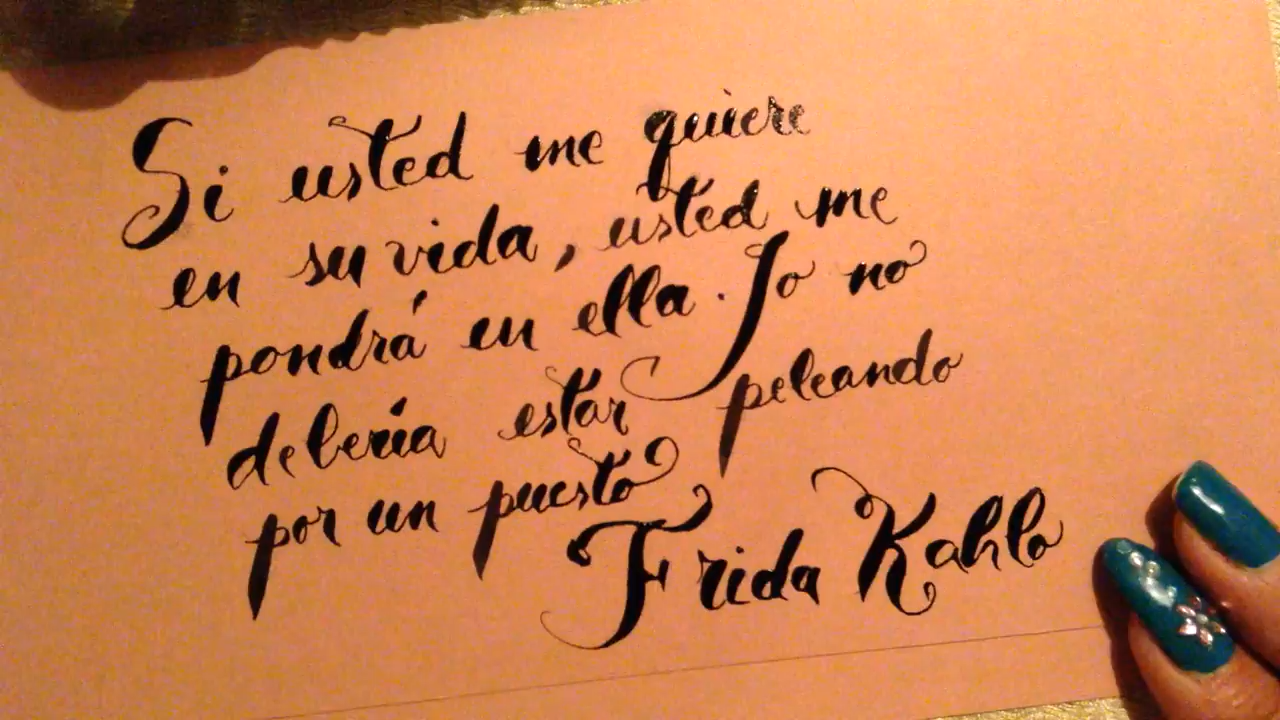 Si usted me quiere
en su vida, usted me
pondrá en ella. Yo no
debería estar peleando
por un puesto
Frida Kahlo